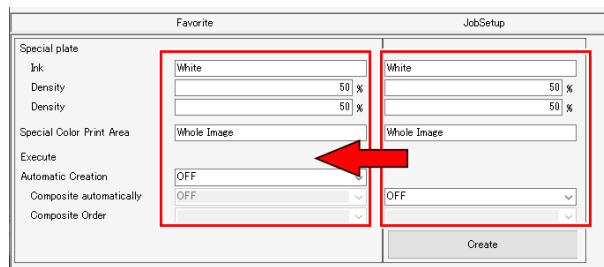 Favorite JobSetup
Special plate
Ink White White
Density 50 % 50 %
Density 50 % 50 %
Special Color Print Area Whole Image Whole Image
Execute
Automatic Creation OFF
Composite automatically OFF OFF
Composite Order
Create